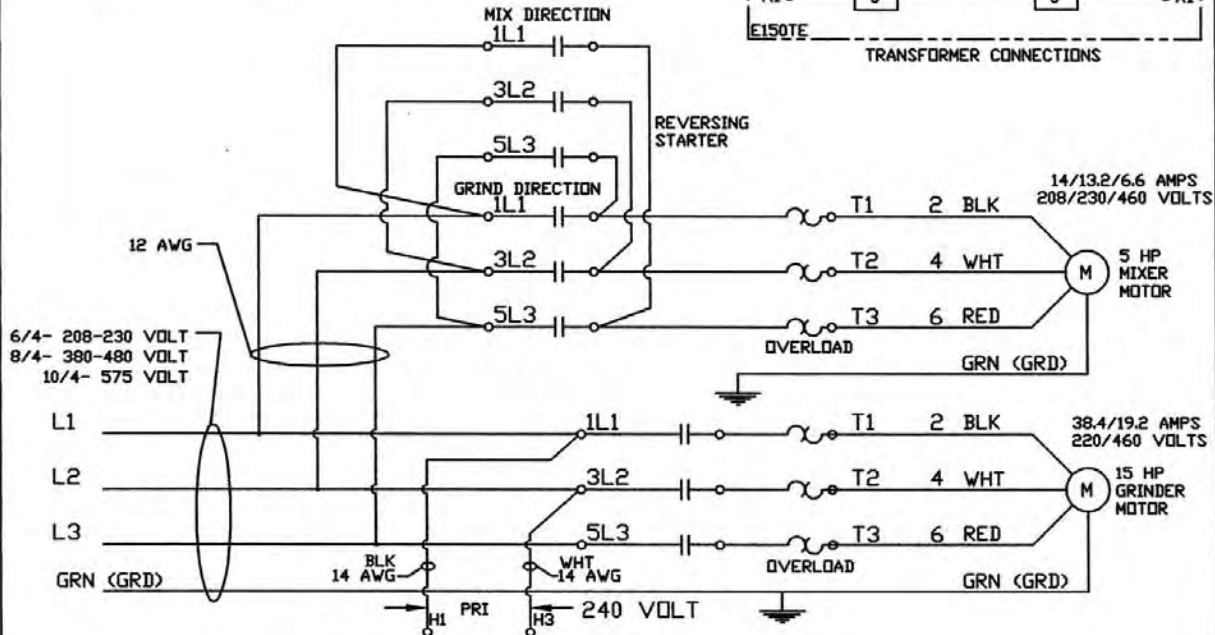 MIX DIRECTION
1L1
3L2
5L3
REVERSING
STARTER
E150TE
TRANSFORMER CONNECTIONS
GRIND DIRECTION
1L1
T1 2 BLK
14/13.2/6.6 AMPS
208/230/460 VOLTS
12 AWG
3L2
T2 4 WHT
M
5 HP
MIXER
MOTOR
5L3
T3 6 RED
OVERLOAD
GRN (GRD)
6/4- 208-230 VOLT
8/4- 380-480 VOLT
10/4- 575 VOLT
L1
1L1
T1 2 BLK
38.4/19.2 AMPS
220/460 VOLTS
L2
3L2
T2 4 WHT
M
15 HP
GRINDER
MOTOR
L3
5L3
T3 6 RED
OVERLOAD
BLK
14 AWG
WHT
14 AWG
GRN (GRD)
GRN (GRD)
PRI
240 VOLT
H1
H3